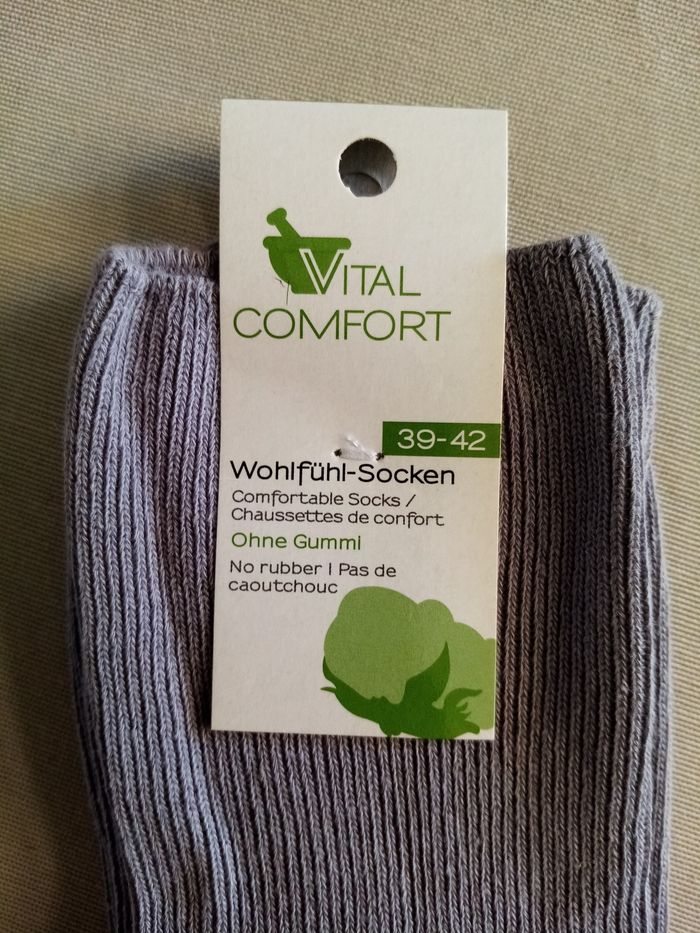 VITAL
COMFORT
39-42
Wohlfühl-Socken
Comfortable Socks /
Chaussettes de confort
Ohne Gummi
No rubber | Pas de
caoutchouc